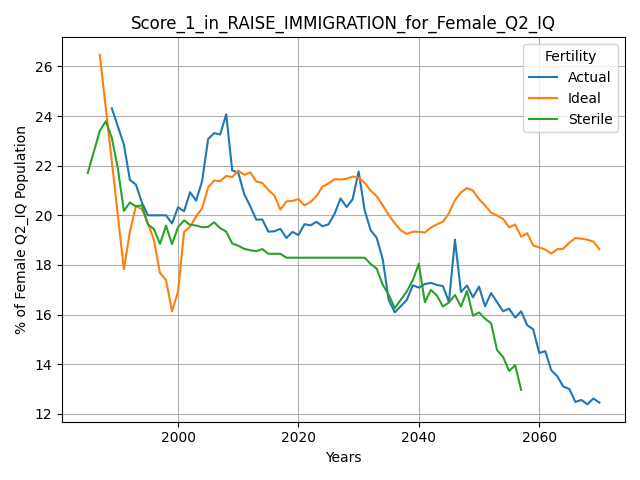 Score_1_in_RAISE_IMMIGRATION_for_Female_Q2_IQ
Fertility
Actual
Ideal
Sterile
% of Female Q2_IQ Population
26
24
22
20
18
16
14
12
2000 2020 2040 2060
Years